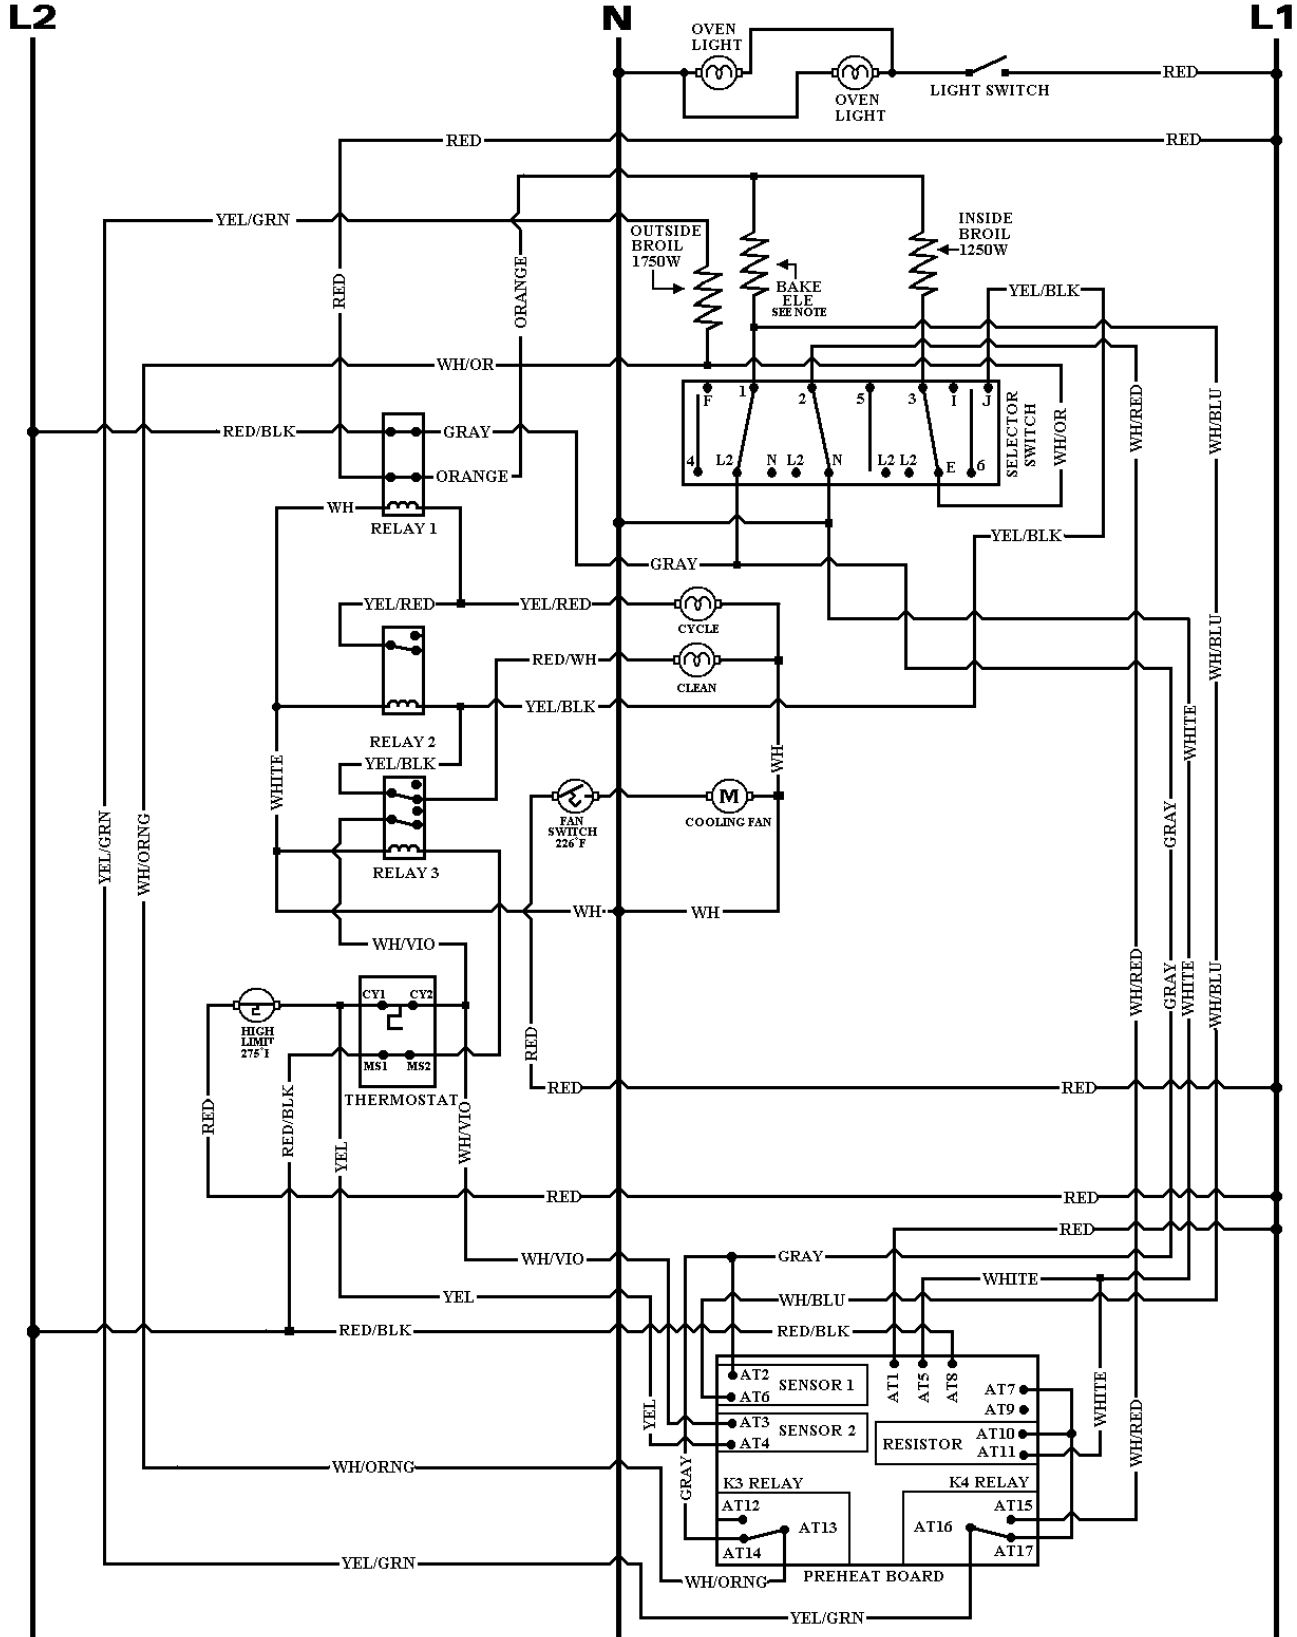 L2
N
L1
OVEN
LIGHT
OVEN
LIGHT
LIGHT SWITCH
RED
RED
RED
YEL/GRN
OUTSIDE
BROIL
1750W
INSIDE
BROIL
1250W
BAKE
ELE
SEE NOTE
YEL/BLK
RED
ORANGE
WH/OR
F
1
2
5
3
I
J
4
L2
N
L2
N
L2
L2
E
6
SELECTOR
SWITCH
WH/OR
WH/RED
WH/BLU
RED/BLK
GRAY
ORANGE
WH
RELAY 1
YEL/BLK
GRAY
YEL/RED
YEL/RED
CYCLE
RED/WH
CLEAN
WH/BLU
YEL/BLK
RELAY 2
YEL/BLK
WHITE
WH
WHITE
FAN
SWITCH
226°F
M
COOLING FAN
GRAY
YEL/GRN
WH/ORNG
RELAY 3
WH
WH
WH/VIO
CY1
CY2
HIGH
LIMIT
MS1
MS2
THERMOSTAT
WH/RED
GRAY
WHITE
WH/BLU
RED
RED
RED
RED
RED/BLK
YEL
WH/VIO
RED
RED
RED
WH/VIO
GRAY
WHITE
YEL
WH/BLU
RED/BLK
RED/BLK
AT2
SENSOR 1
AT6
AT1
AT5
AT8
AT7
AT9
AT3
SENSOR 2
AT4
RESISTOR
AT10
AT11
YEL
WHITE
WH/RED
WH/ORNG
GRAY
K3 RELAY
K4 RELAY
AT12
AT13
AT14
AT15
AT16
AT17
YEL/GRN
WH/ORNG
PREHEAT BOARD
YEL/GRN